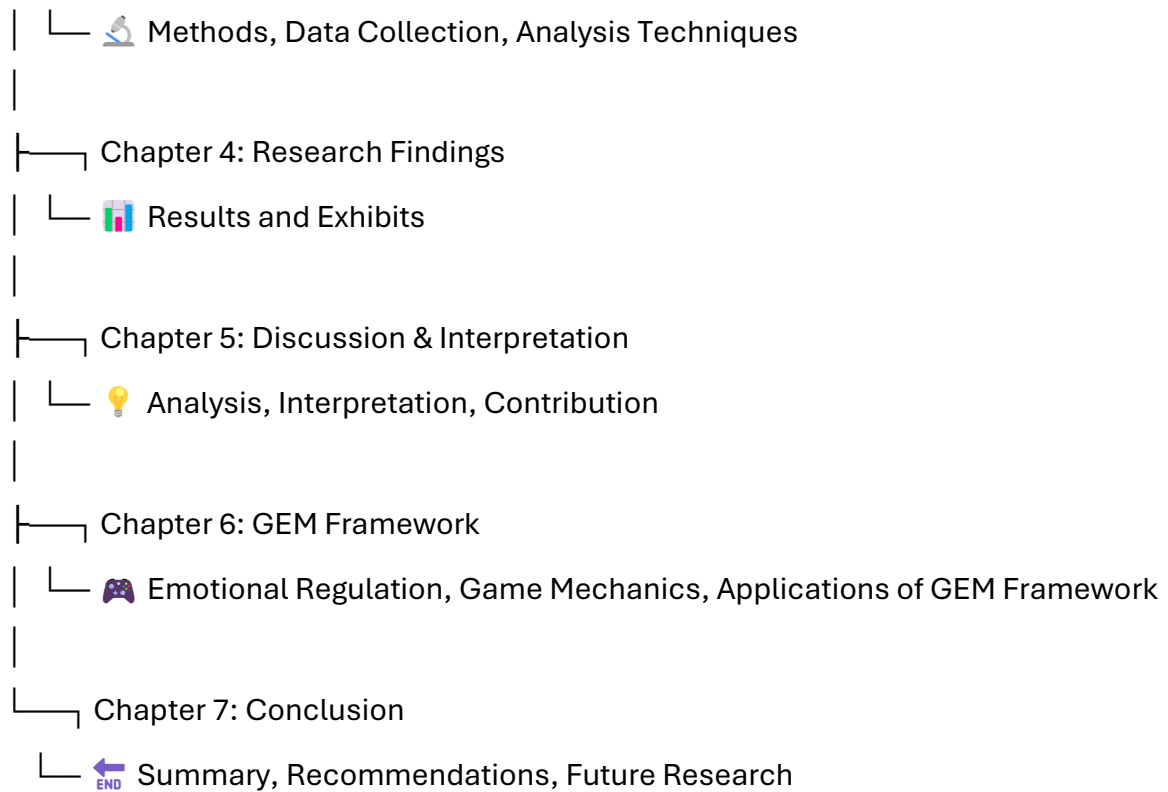 │ └── 🔬 Methods, Data Collection, Analysis Techniques
│
├──┐ Chapter 4: Research Findings
│ └── 📊 Results and Exhibits
│
├──┐ Chapter 5: Discussion & Interpretation
│ └── 💡 Analysis, Interpretation, Contribution
│
├──┐ Chapter 6: GEM Framework
│ └── 🎮 Emotional Regulation, Game Mechanics, Applications of GEM Framework
│
└──┐ Chapter 7: Conclusion
└── 🔚 Summary, Recommendations, Future Research